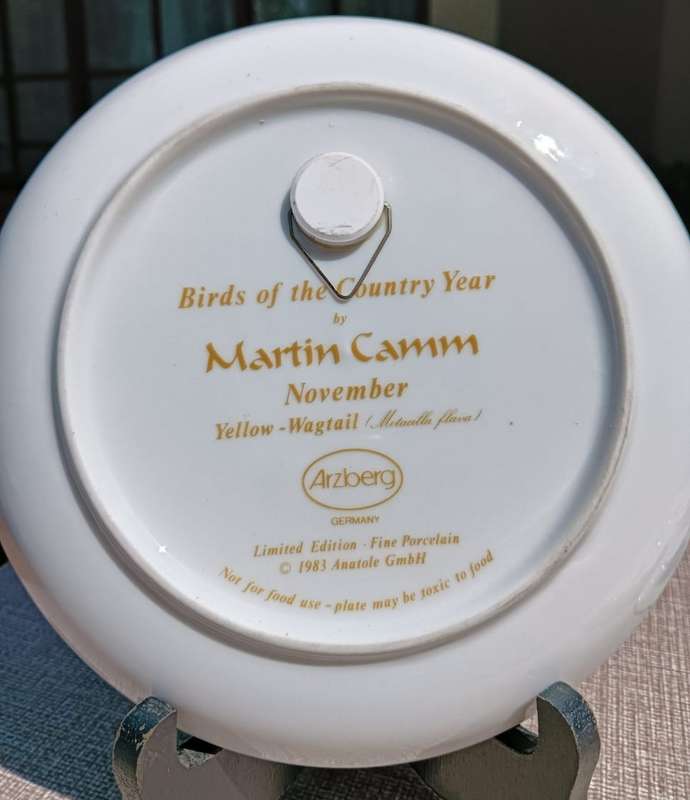 Birds of the Country Year
by
Martin Camm
November
Yellow-Wagtail (Motacilla flava)
Arzberg
GERMANY
Limited Edition · Fine Porcelain
© 1983 Anatole GmbH
Not for food use – plate may be toxic to food